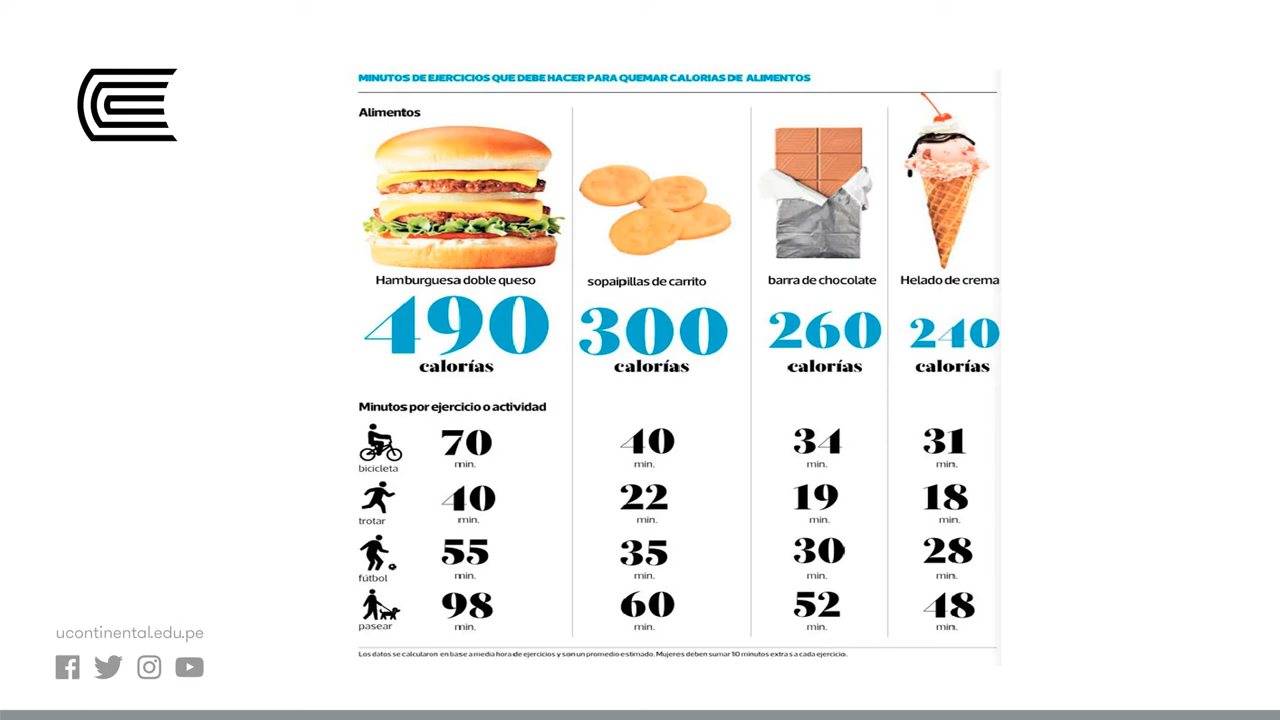 MINUTOS DE EJERCICIOS QUE DEBE HACER PARA QUEMAR CALORIAS DE ALIMENTOS
Alimentos
Hamburguesa doble queso
490
calorías
sopaipillas de carrito
300
calorías
barra de chocolate
260
calorías
Helado de crema
240
calorías
Minutos por ejercicio o actividad
bicicleta
70 min.
40 min.
34 min.
31 min.
trotar
40 min.
22 min.
19 min.
18 min.
fútbol
55 min.
35 min.
30 min.
28 min.
pasear
98 min.
60 min.
52 min.
48 min.
Los datos se cálcularon en base a media hora de ejercicios y son un promedio estimado. Mujeres deben sumar 10 minutos extras a cada ejercicio.
ucontinental.edu.pe